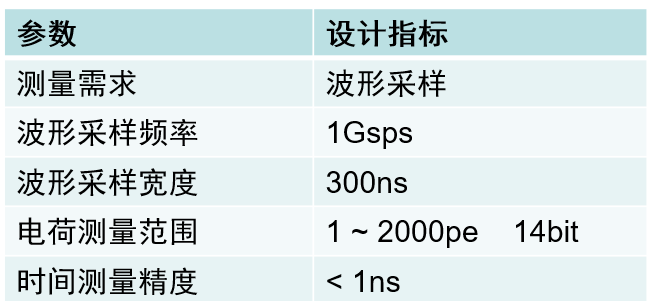 参数 设计指标
测量需求 波形采样
波形采样频率 1Gsps
波形采样宽度 300ns
电荷测量范围 1 ~ 2000pe 14bit
时间测量精度 < 1ns